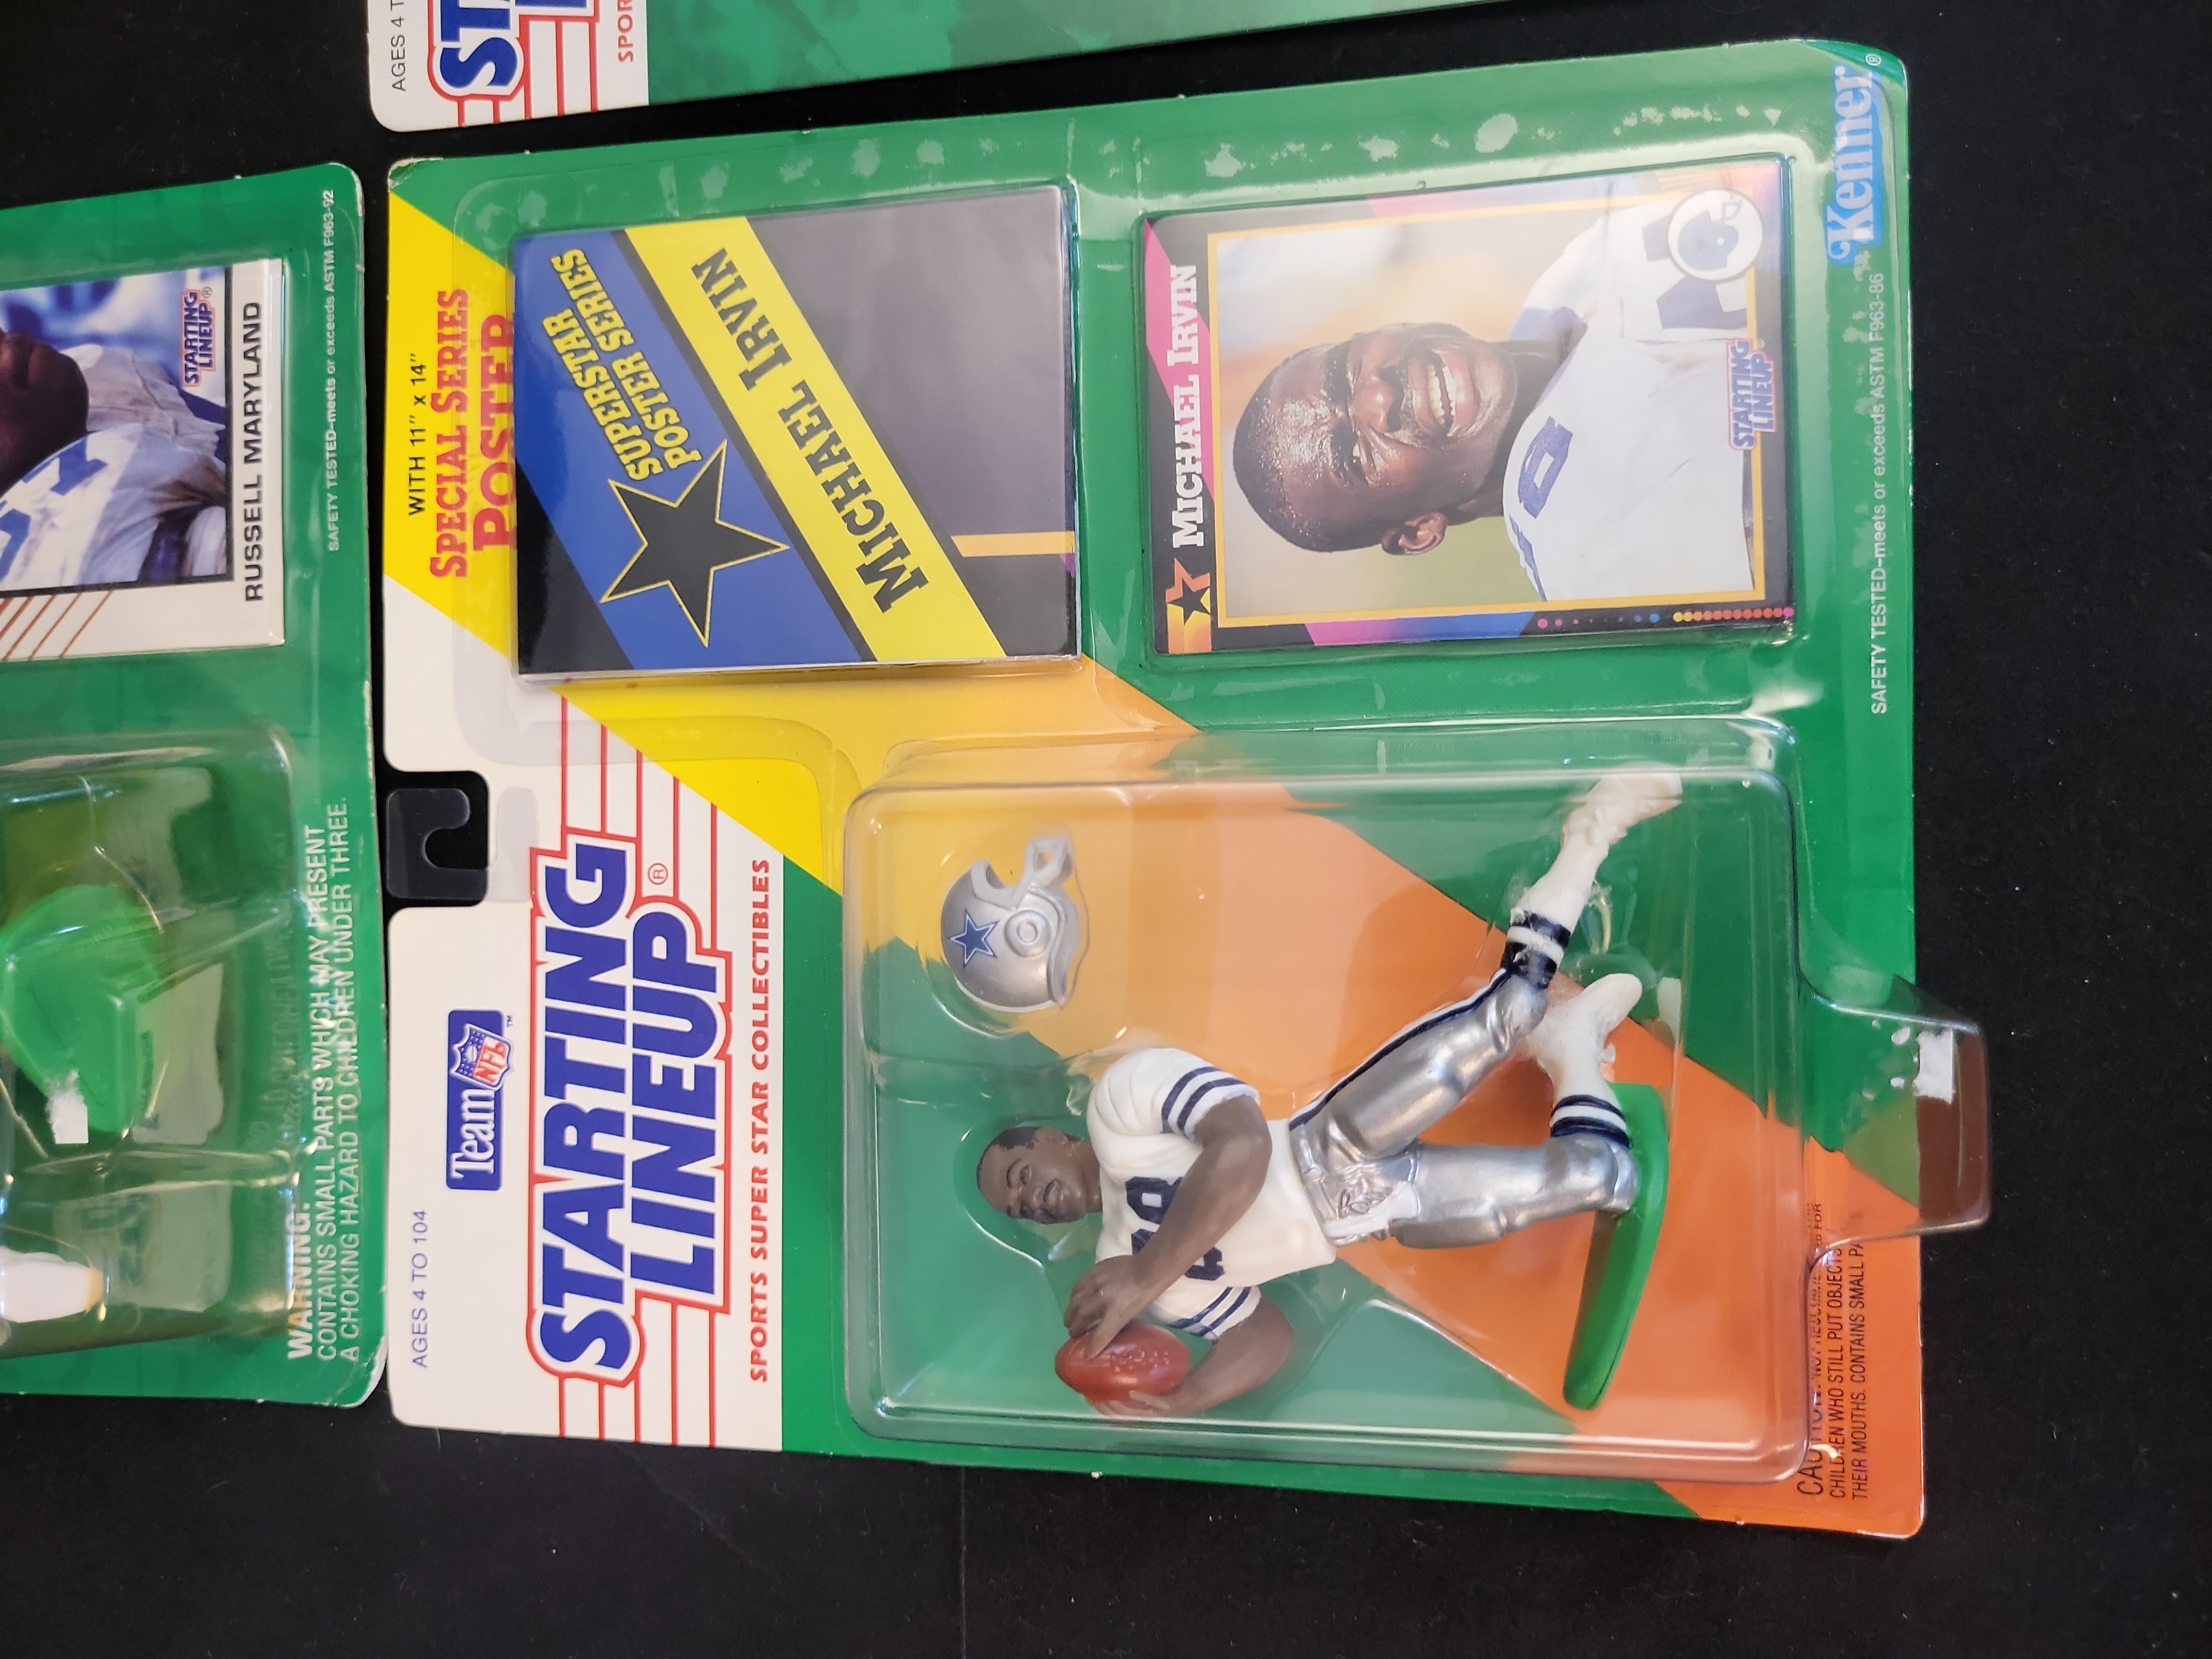 AGES 4 T
ST
SPOR
STARTING
LINEUP®
RUSSELL MARYLAND
SAFETY TESTED–meets or exceeds ASTM F963-92
WARNING:
CONTAINS SMALL PARTS WHICH MAY PRESENT
A CHOKING HAZARD TO CHILDREN UNDER THREE.
AGES 4 TO 104
Team NFL™
STARTING
LINEUP®
SPORTS SUPER STAR COLLECTIBLES
WITH 11" x 14"
SPECIAL SERIES
POSTER
SUPERSTAR
POSTER SERIES
MICHAEL IRVIN
MICHAEL IRVIN
STARTING
LINEUP®
88
Kenner®
SAFETY TESTED–meets or exceeds ASTM F963-86
CHILDREN WHO STILL PUT OBJECTS
THEIR MOUTHS. CONTAINS SMALL PA